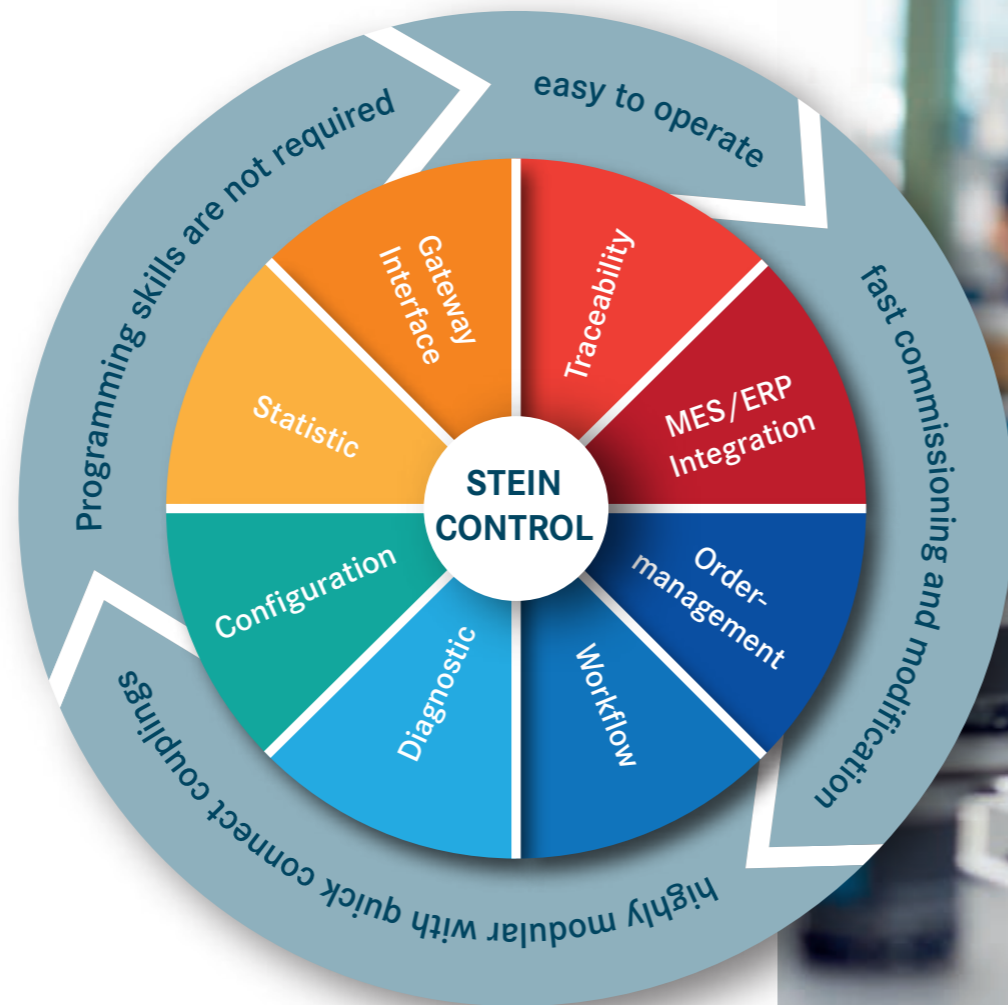 Programming skills are not required
easy to operate
fast commissioning and modification
highly modular with quick connect couplings
Gateway
Interface
Traceability
MES/ERP
Integration
Order-
management
Workflow
Diagnostic
Configuration
Statistic
STEIN
CONTROL